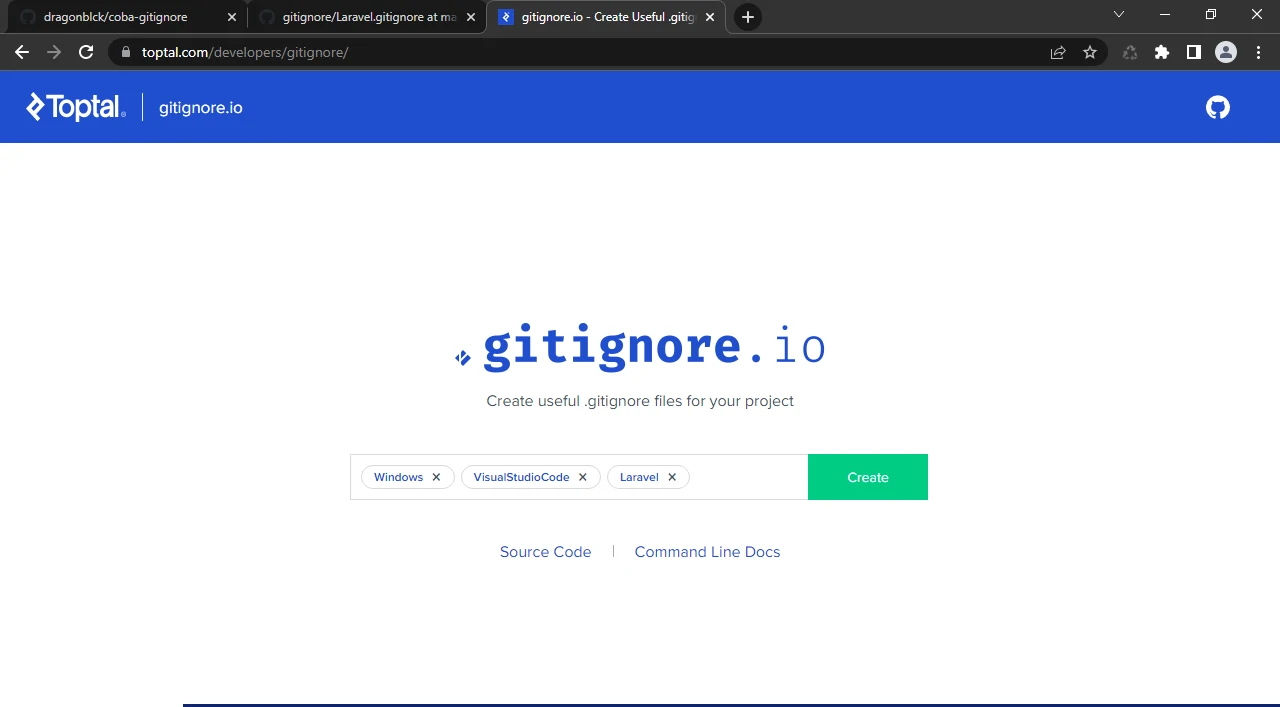 dragonblck/coba-gitignore
gitignore/Laravel.gitignore at ma
gitignore.io - Create Useful .gitig
toptal.com/developers/gitignore/
Toptal
gitignore.io
gitignore.io
Create useful .gitignore files for your project
Windows
VisualStudioCode
Laravel
Create
Source Code
Command Line Docs